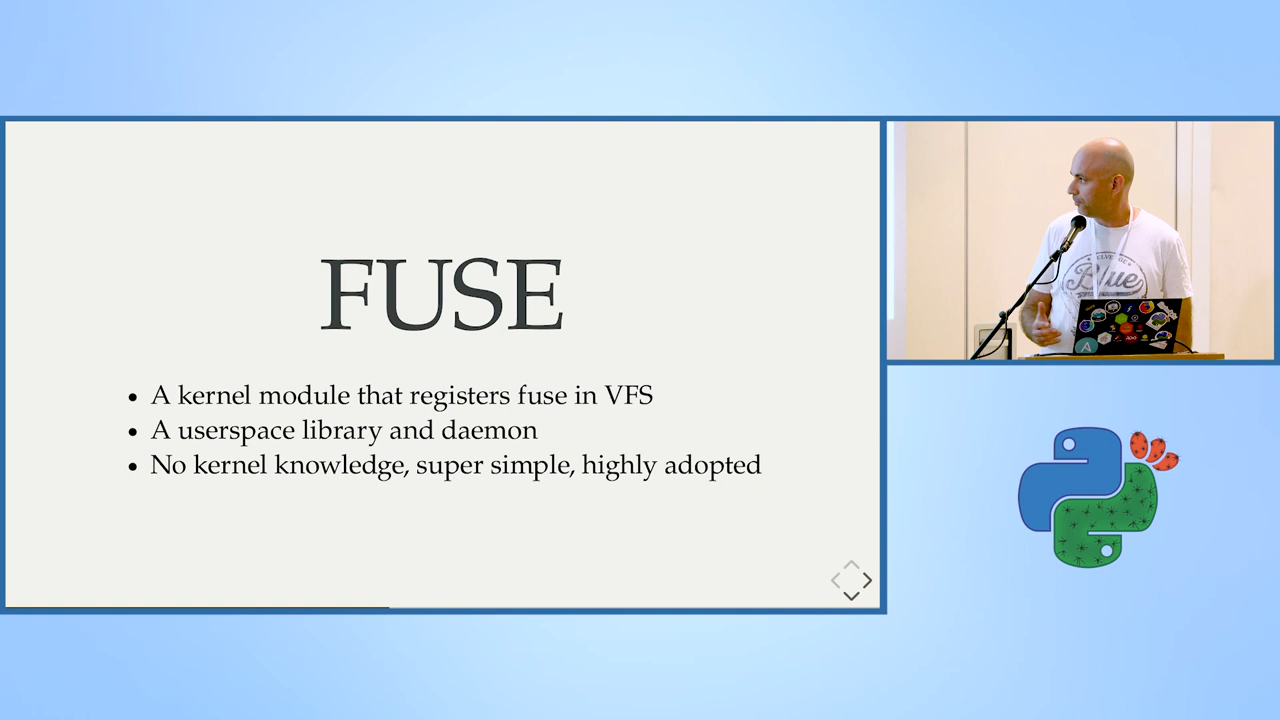 FUSE
• A kernel module that registers fuse in VFS
• A userspace library and daemon
• No kernel knowledge, super simple, highly adopted
Blue